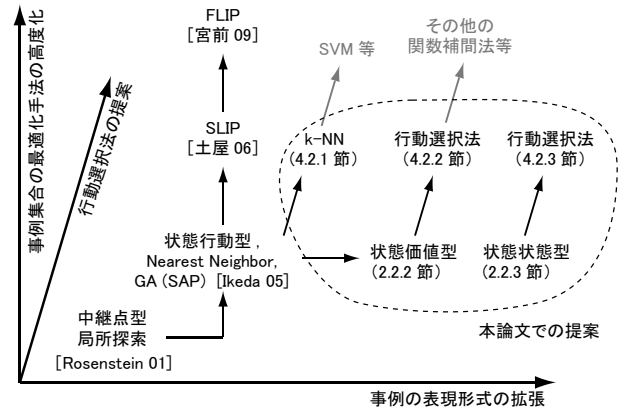 FLIP
[宮前 09]
その他の
関数補間法等
SVM 等
事例集合の最適化手法の高度化
行動選択法の提案
SLIP
[土屋 06]
k-NN
(4.2.1 節)
行動選択法
(4.2.2 節)
行動選択法
(4.2.3 節)
状態行動型 ,
Nearest Neighbor,
GA (SAP) [Ikeda 05]
状態価値型
(2.2.2 節)
状態状態型
(2.2.3 節)
中継点型
局所探索
[Rosenstein 01]
本論文での提案
事例の表現形式の拡張